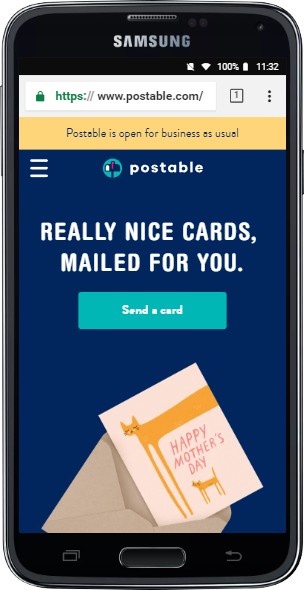 SAMSUNG
100% 11:32
https:// www.postable.com/ 1
Postable is open for business as usual
postable
REALLY NICE CARDS,
MAILED FOR YOU.
Send a card
HAPPY
MOTHER'S
DAY